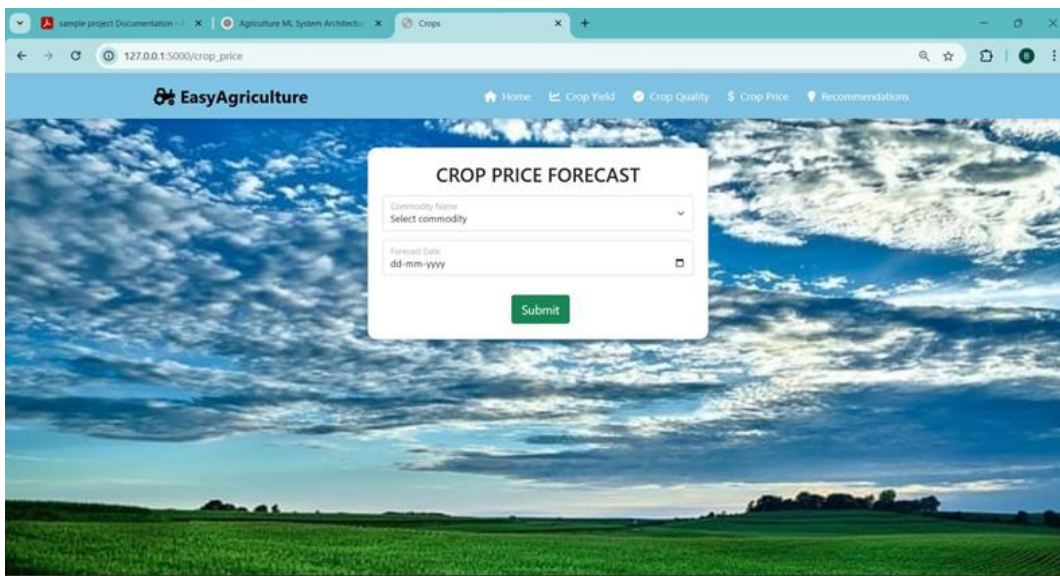 sample project Documentation -
Agriculture ML System Architectu
Crops
127.0.0.1:5000/crop_price
B
EasyAgriculture
Home Crop Yield Crop Quality $ Crop Price Recommendations
CROP PRICE FORECAST
Commodity Name
Select commodity
Forecast Date
dd-mm-yyyy
Submit